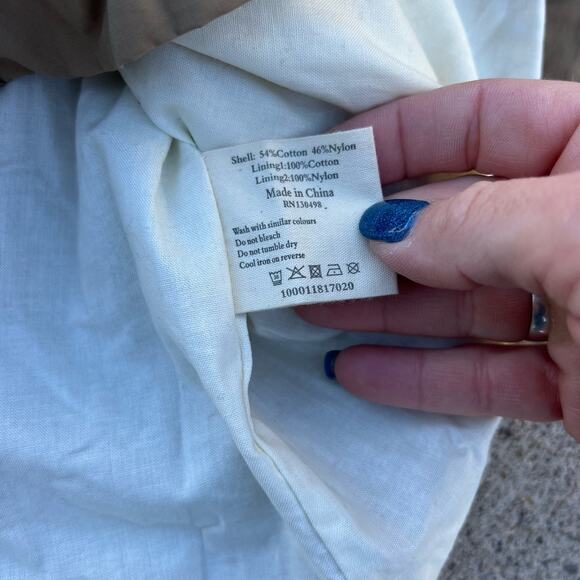 Shell: 54%Cotton 46%Nylon
Lining1:100%Cotton
Lining2:100%Nylon
Made in China
RN130498
Wash with similar colours
Do not bleach
Do not tumble dry
Cool iron on reverse
100011817020